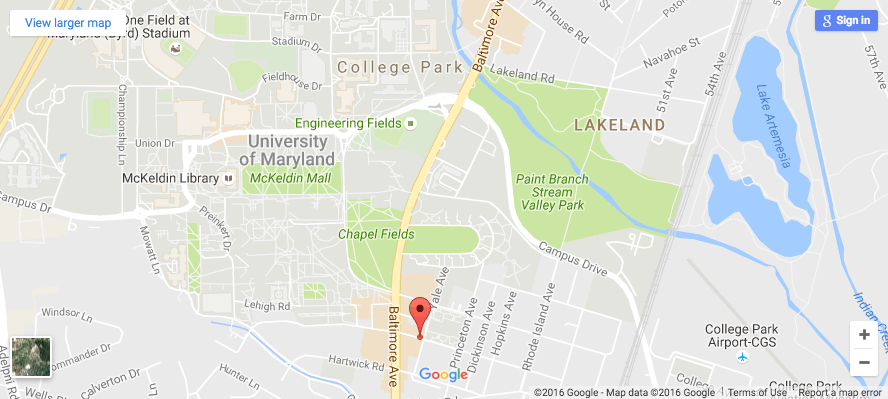 View larger map
One Field at
Maryland (Byrd) Stadium
Farm Dr
Stadium Dr
Fieldhouse Dr
College Park
Baltimore Ave
Lakeland Rd
Navahoe St
51st Ave
54th Ave
57th Ave
Sign in
Lake Artemesia
LAKELAND
Championship Ln
Engineering Fields
Union Dr
University
of Maryland
McKeldin Library
McKeldin Mall
Campus Dr
Preinkert Dr
Mowatt Ln
Chapel Fields
Paint Branch
Stream
Valley Park
Campus Drive
Lehigh Rd
Windsor Ln
Yale Ave
Princeton Ave
Dickinson Ave
Hopkins Ave
Rhode Island Ave
Baltimore Ave
Hartwick Rd
Hunter Ln
Calverton Dr
Adelphi Rd
College Park
Airport-CGS
Indian Creek
+
−
Google
College Park
©2016 Google - Map data ©2016 Google
Terms of Use
Report a map error